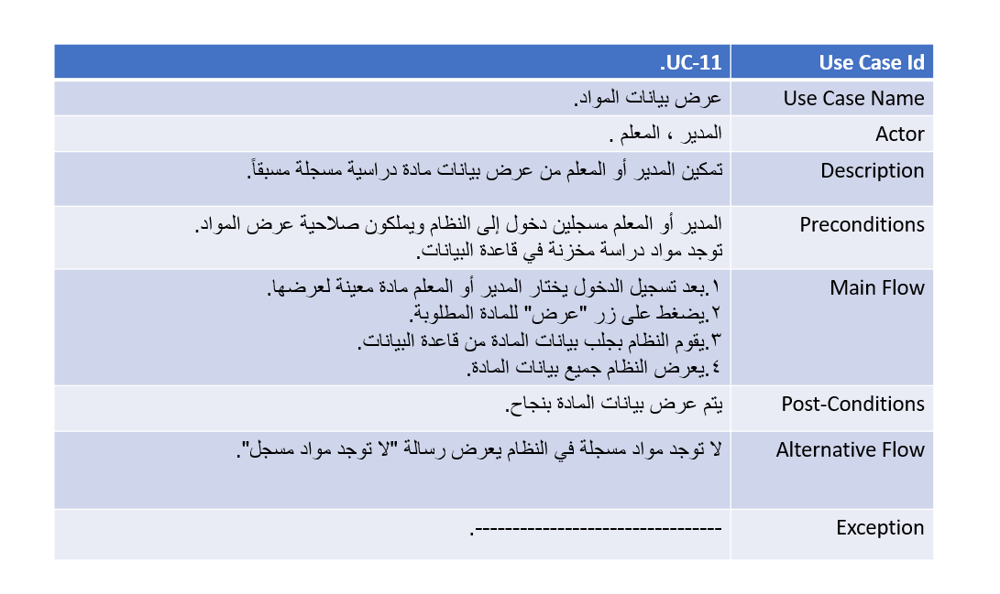 Use Case Id UC-11.
Use Case Name عرض بيانات المواد.
Actor المدير ، المعلم .
Description تمكين المدير أو المعلم من عرض بيانات مادة دراسية مسجلة مسبقاً.
Preconditions المدير أو المعلم مسجلين دخول إلى النظام ويملكون صلاحية عرض المواد.
توجد مواد دراسة مخزنة في قاعدة البيانات.
Main Flow ١.بعد تسجيل الدخول يختار المدير أو المعلم مادة معينة لعرضها.
٢.يضغط على زر "عرض" للمادة المطلوبة.
٣.يقوم النظام بجلب بيانات المادة من قاعدة البيانات.
٤.يعرض النظام جميع بيانات المادة.
Post-Conditions يتم عرض بيانات المادة بنجاح.
Alternative Flow لا توجد مواد مسجلة في النظام يعرض رسالة "لا توجد مواد مسجل".
Exception ---------------------------------.